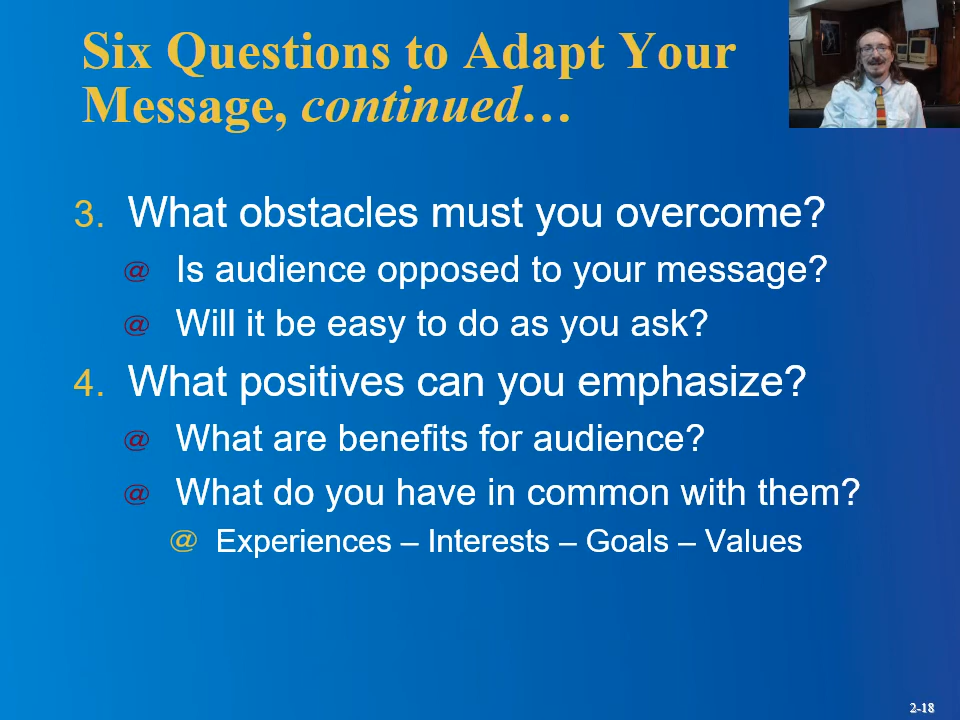 Six Questions to Adapt Your
Message, continued…
3. What obstacles must you overcome?
@ Is audience opposed to your message?
@ Will it be easy to do as you ask?
4. What positives can you emphasize?
@ What are benefits for audience?
@ What do you have in common with them?
@ Experiences – Interests – Goals – Values
2-18